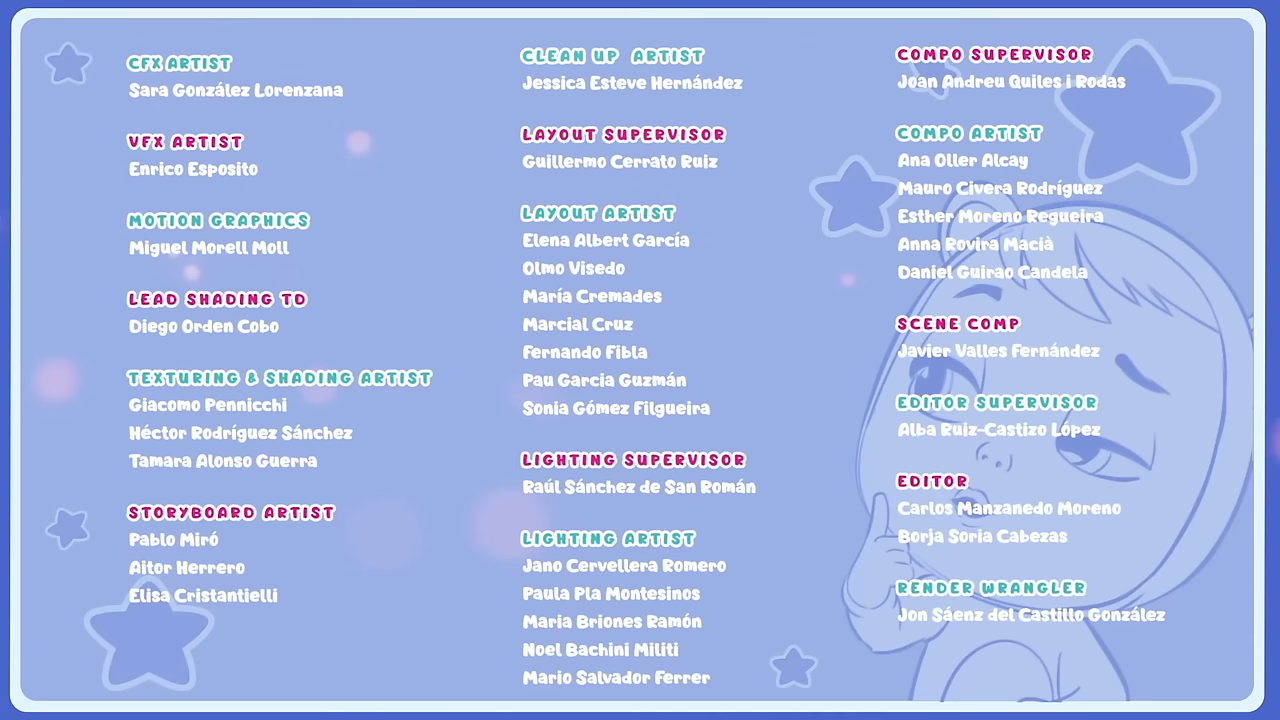 CFX ARTIST
Sara González Lorenzana
VFX ARTIST
Enrico Esposito
MOTION GRAPHICS
Miguel Morell Moll
LEAD SHADING TD
Diego Orden Cobo
TEXTURING & SHADING ARTIST
Giacomo Pennicchi
Héctor Rodríguez Sánchez
Tamara Alonso Guerra
STORYBOARD ARTIST
Pablo Miró
Aitor Herrero
Elisa Cristantielli
CLEAN UP ARTIST
Jessica Esteve Hernández
LAYOUT SUPERVISOR
Guillermo Cerrato Ruiz
LAYOUT ARTIST
Elena Albert García
Olmo Visedo
María Cremades
Marcial Cruz
Fernando Fibla
Pau Garcia Guzmán
Sonia Gómez Filgueira
LIGHTING SUPERVISOR
Raúl Sánchez de San Román
LIGHTING ARTIST
Jano Cervellera Romero
Paula Pla Montesinos
Maria Briones Ramón
Noel Bachini Militi
Mario Salvador Ferrer
COMPO SUPERVISOR
Joan Andreu Quiles i Rodas
COMPO ARTIST
Ana Oller Alcay
Mauro Civera Rodríguez
Esther Moreno Regueira
Anna Rovira Macià
Daniel Guirao Candela
SCENE COMP
Javier Valles Fernández
EDITOR SUPERVISOR
Alba Ruiz-Castizo López
EDITOR
Carlos Manzanedo Moreno
Borja Soria Cabezas
RENDER WRANGLER
Jon Sáenz del Castillo González